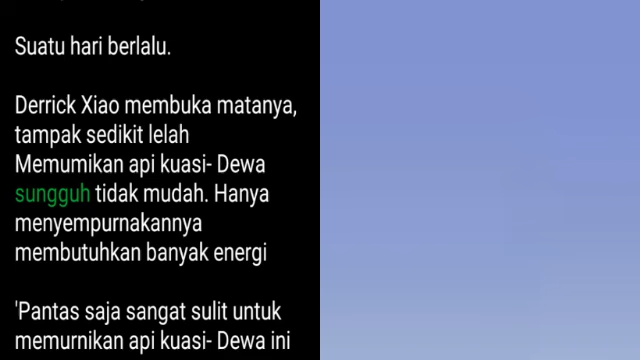 Suatu hari berlalu.
Derrick Xiao membuka matanya,
tampak sedikit lelah
Memumikan api kuasi- Dewa
sungguh tidak mudah. Hanya
menyempurnakannya
membutuhkan banyak energi
'Pantas saja sangat sulit untuk
memurnikan api kuasi- Dewa ini